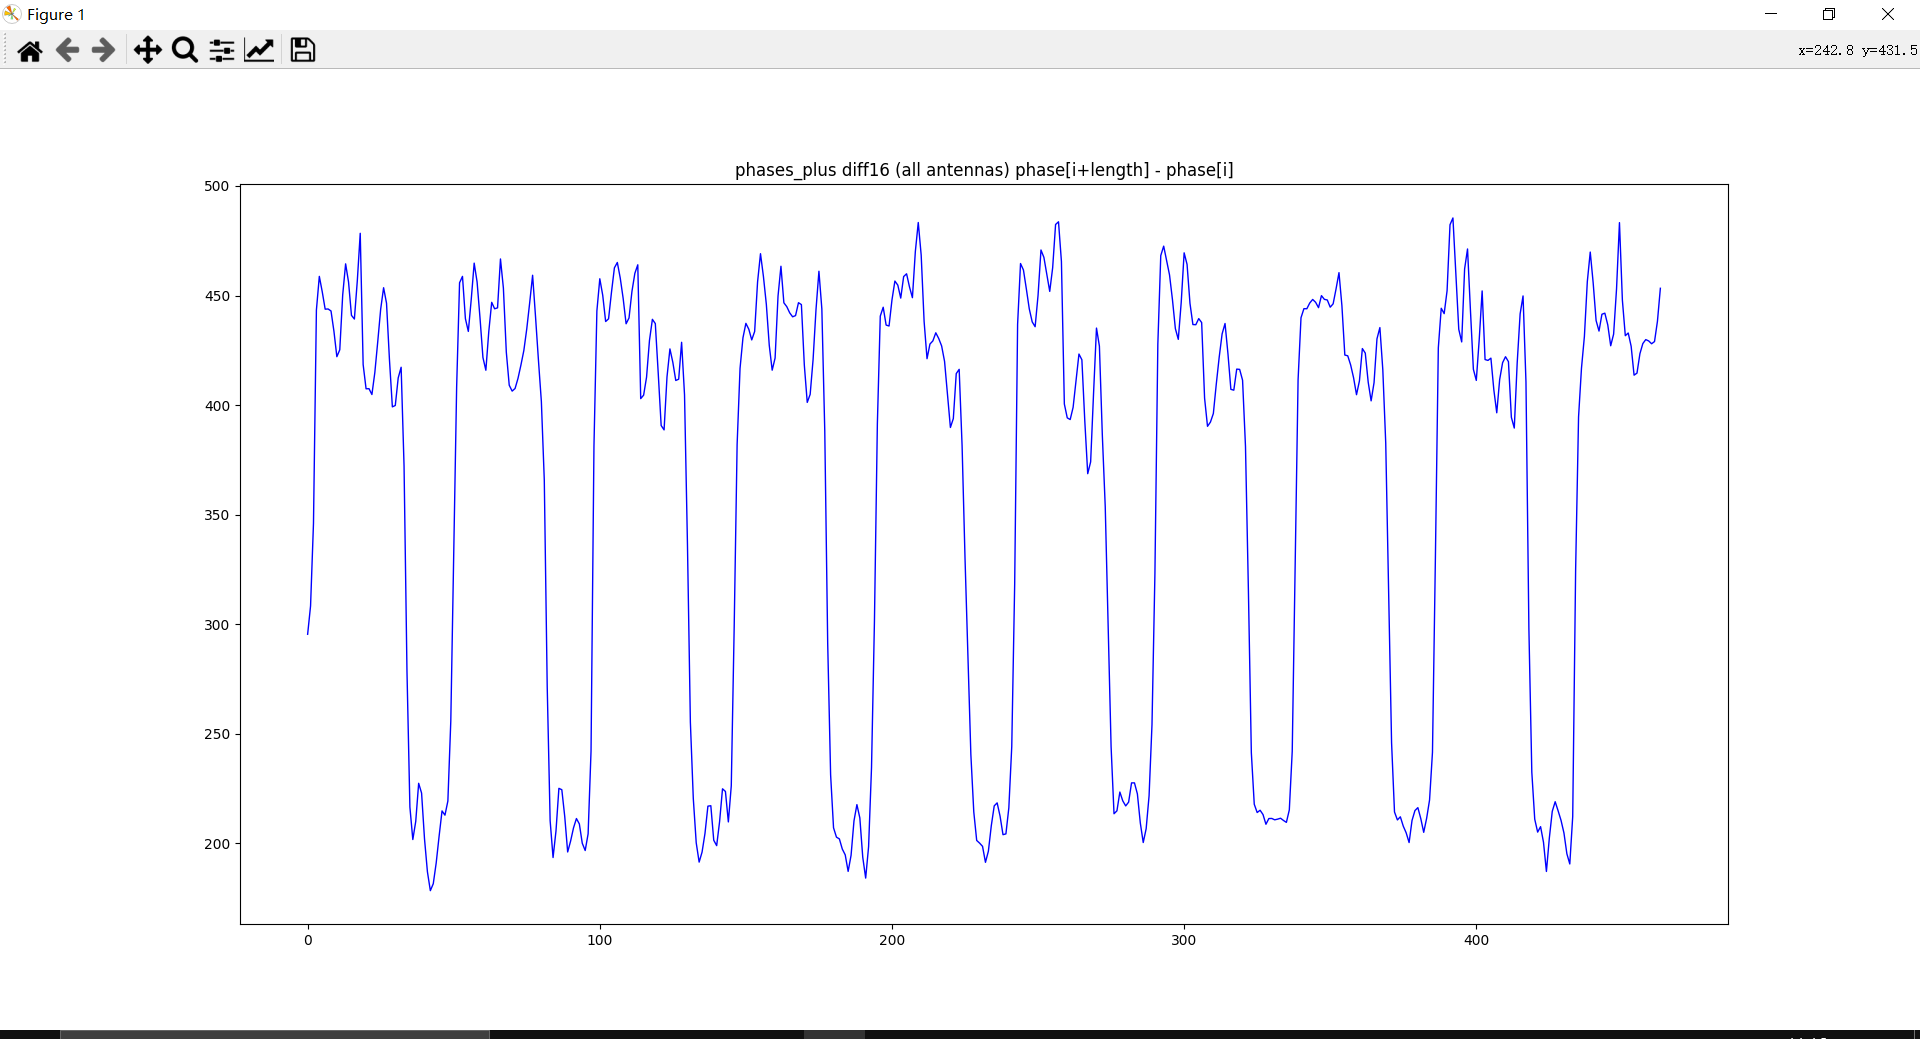 Figure 1
x=242.8 y=431.5
phases_plus diff16 (all antennas) phase[i+length] - phase[i]
500
450
400
350
300
250
200
0 100 200 300 400